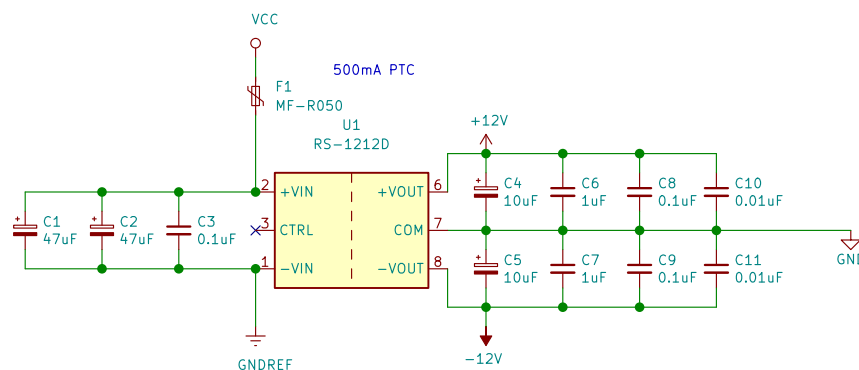 VCC
500mA PTC
F1
MF-R050
U1
RS-1212D
+12V
2
+VIN
+VOUT
6
3
CTRL
COM
7
1
-VIN
-VOUT
8
+
C1
47uF
+
C2
47uF
C3
0.1uF
+
C4
10uF
C6
1uF
C8
0.1uF
C10
0.01uF
+
C5
10uF
C7
1uF
C9
0.1uF
C11
0.01uF
GND
GNDREF
-12V